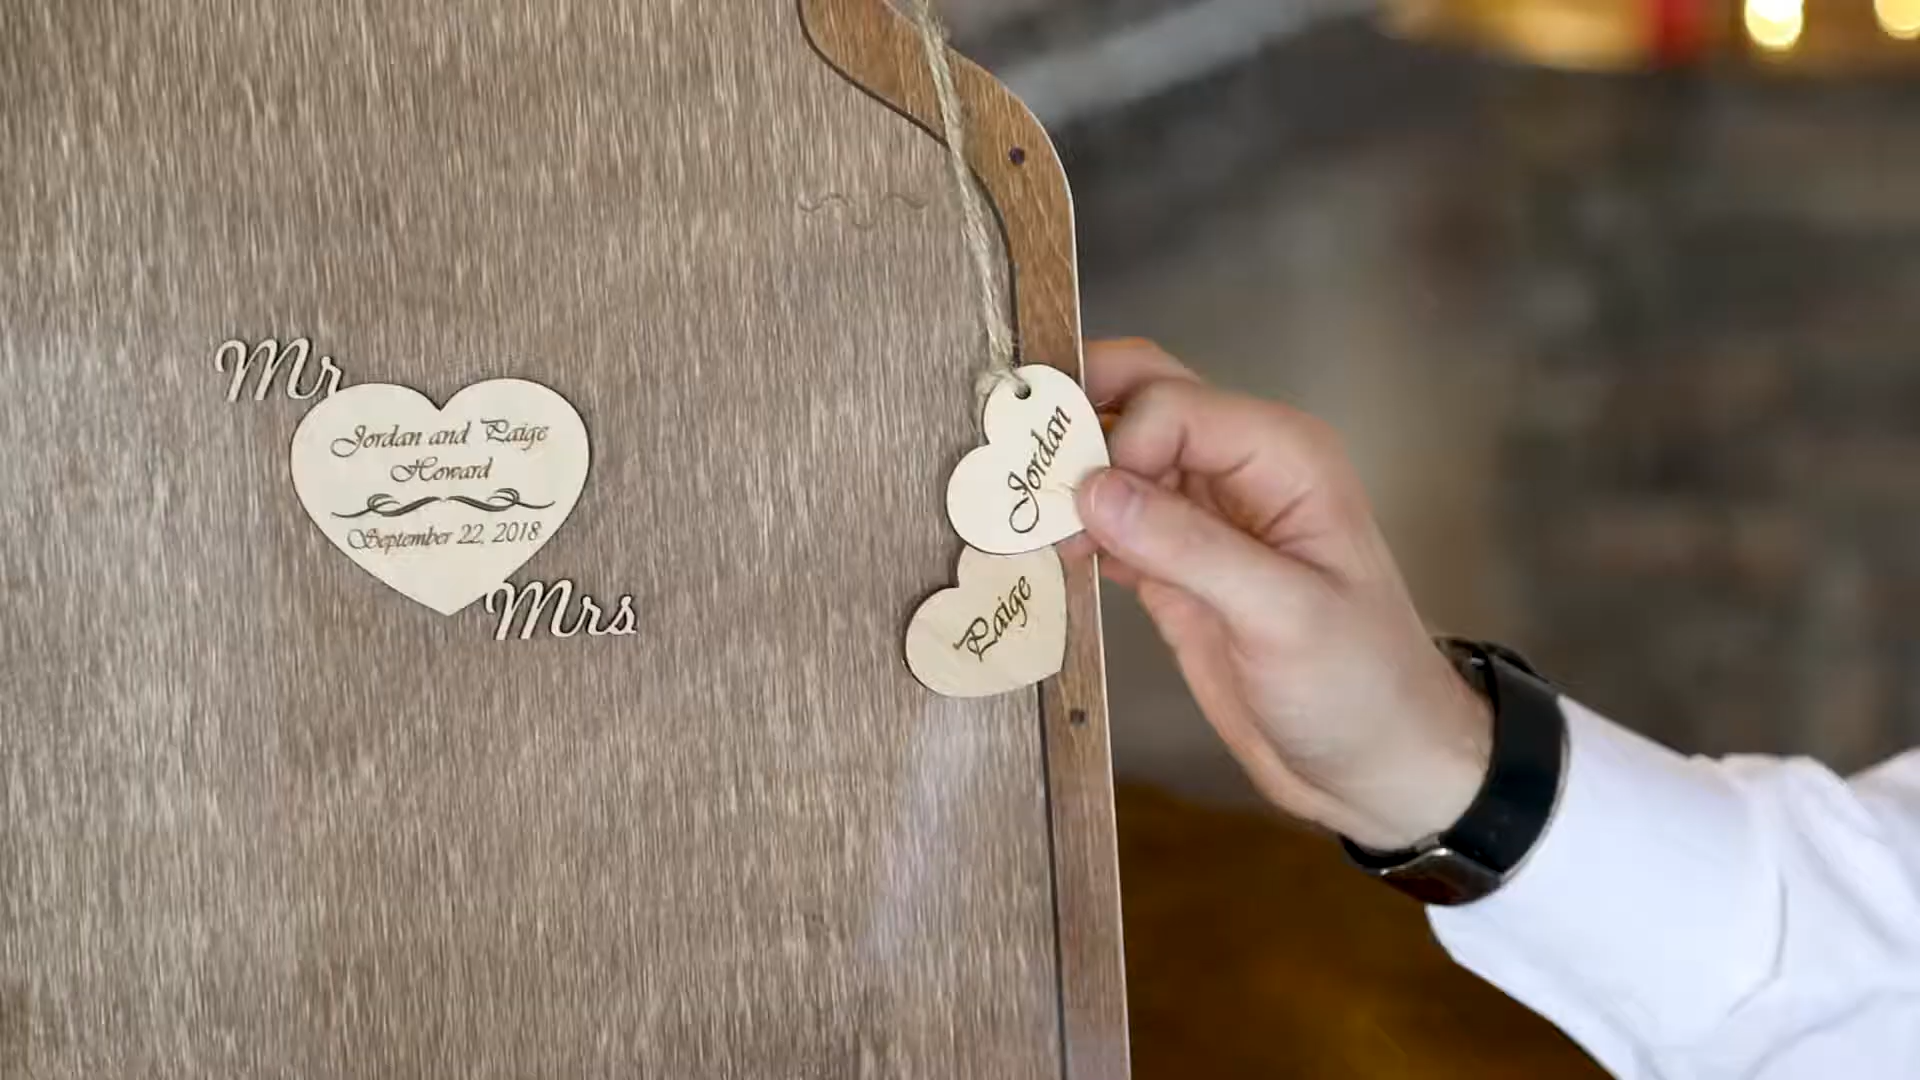 Mr
Jordan and Paige
Howard
September 22, 2018
Mrs
Jordan
Paige